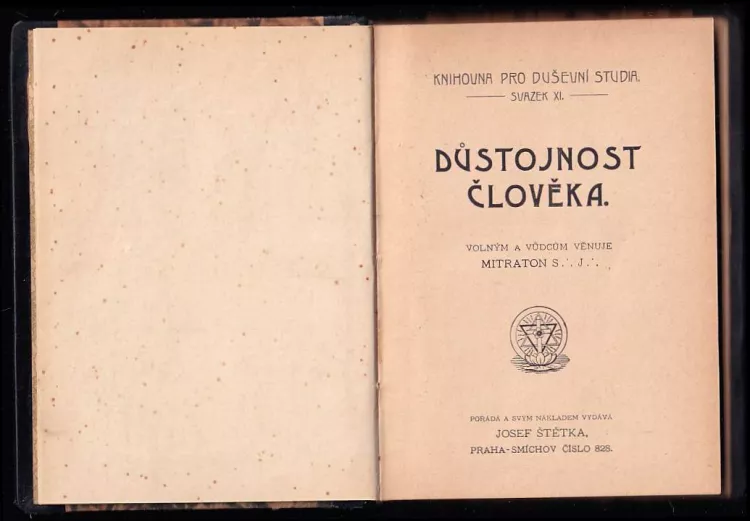 KNIHOVNA PRO DUŠEVNÍ STUDIA.
SVAZEK XI.
DŮSTOJNOST
ČLOVĚKA.
VOLNÝM A VŮDCŮM VĚNUJE
MITRATON S.∴ J.∴
POŘÁDÁ A SVÝM NÁKLADEM VYDÁVÁ
JOSEF ŠTĚTKA,
PRAHA-SMÍCHOV ČÍSLO 828.